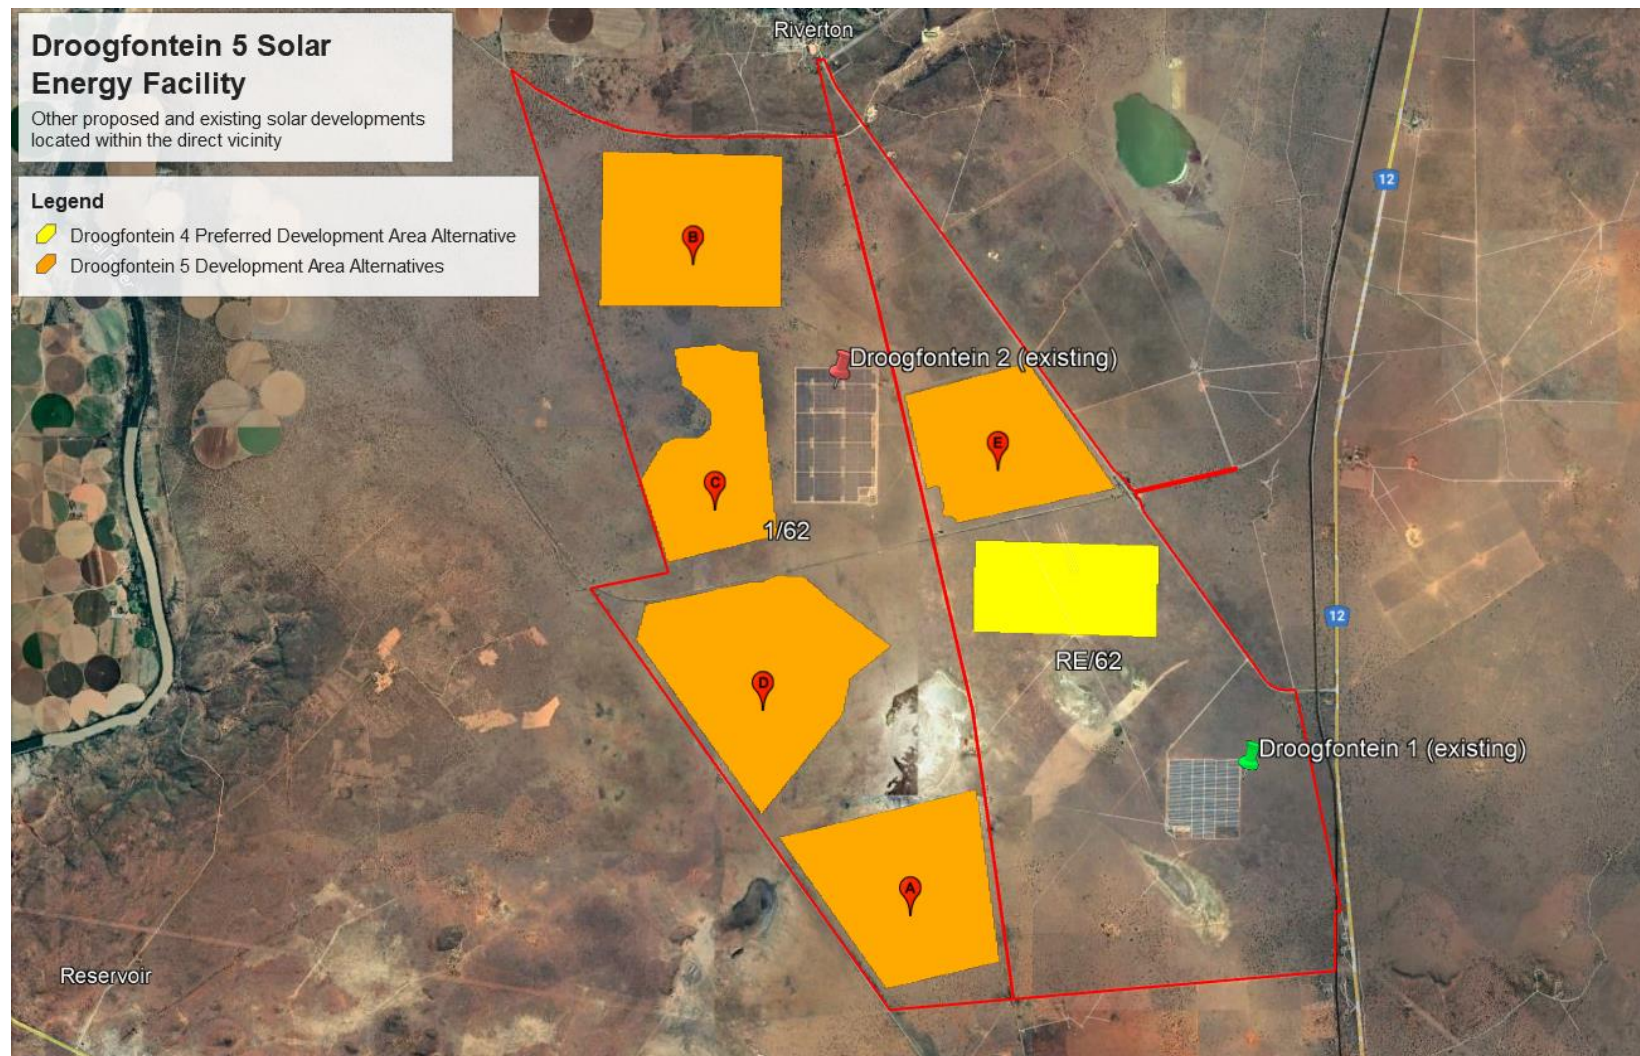 Droogfontein 5 Solar
Energy Facility
Other proposed and existing solar developments
located within the direct vicinity
Legend
Droogfontein 4 Preferred Development Area Alternative
Droogfontein 5 Development Area Alternatives
Riverton
12
B
Droogfontein 2 (existing)
E
C
1/62
12
RE/62
D
Droogfontein 1 (existing)
A
Reservoir